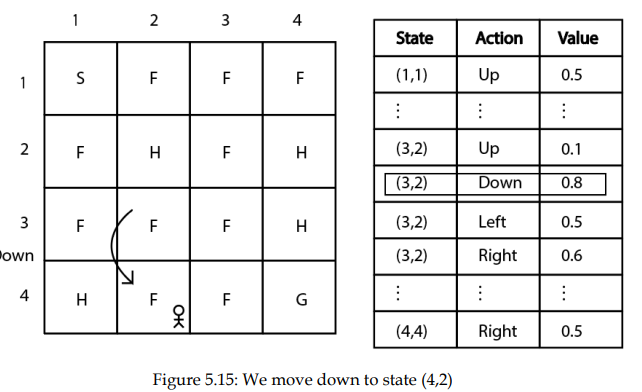 1 2 3 4
1 S F F F
2 F H F H
3 F F F H
own
4 H F F G
State Action Value
(1,1) Up 0.5
⋮ ⋮ ⋮
(3,2) Up 0.1
(3,2) Down 0.8
(3,2) Left 0.5
(3,2) Right 0.6
⋮ ⋮ ⋮
(4,4) Right 0.5
Figure 5.15: We move down to state (4,2)